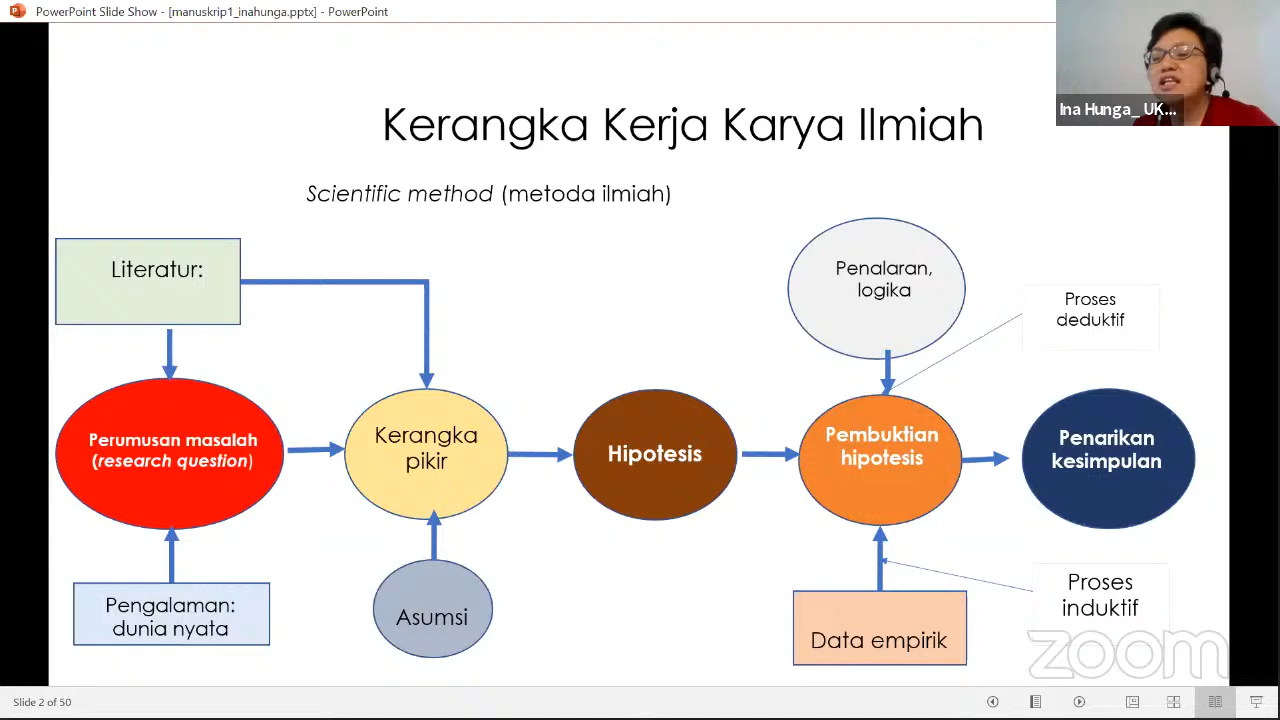 PowerPoint Slide Show - [manuskrip1_inahunga.pptx] - PowerPoint
Ina Hunga_ UK...
Kerangka Kerja Karya Ilmiah
Scientific method (metoda ilmiah)
Literatur:
Penalaran,
logika
Proses
deduktif
Perumusan masalah
(research question)
Kerangka
pikir
Hipotesis
Pembuktian
hipotesis
Penarikan
kesimpulan
Pengalaman:
dunia nyata
Asumsi
Data empirik
Proses
induktif
zoom
Slide 2 of 50